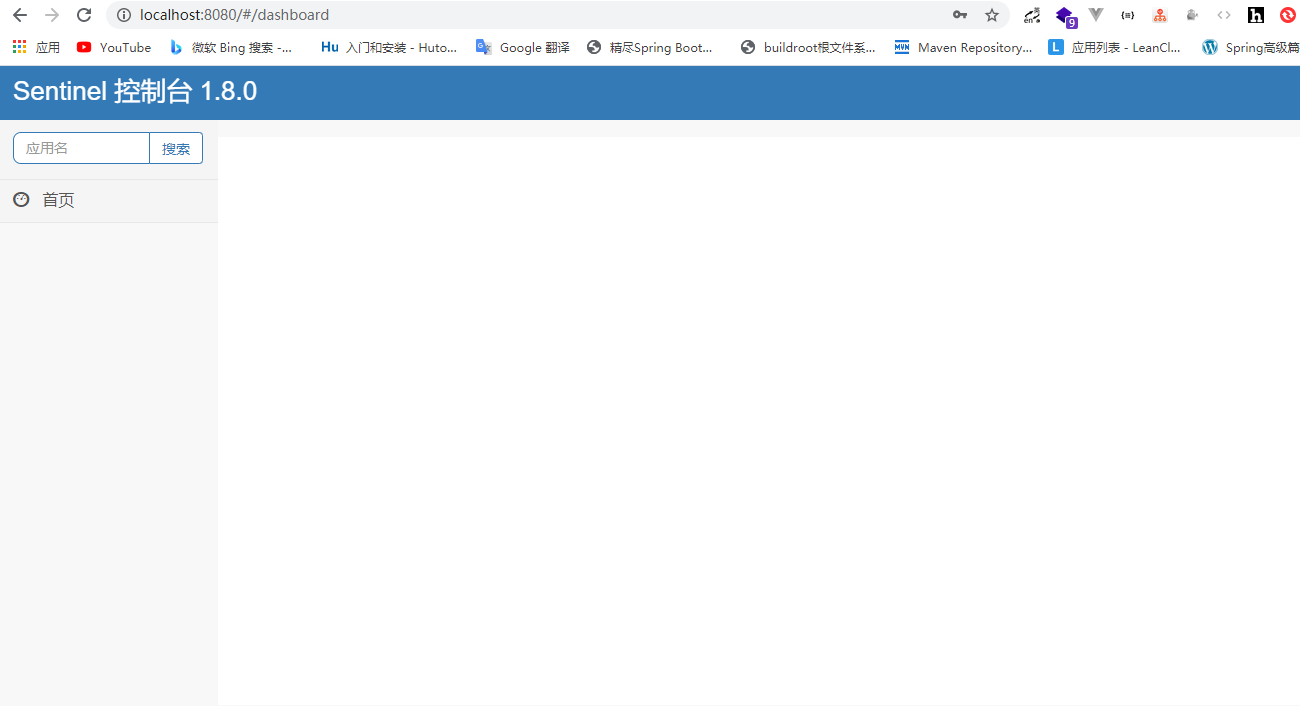 localhost:8080/#/dashboard
en
9
应用 YouTube 微软 Bing 搜索 -... Hu 入门和安装 - Huto... Google 翻译 精尽Spring Boot... buildroot根文件系... MVN Maven Repository... L 应用列表 - LeanCl... Spring高级篇
Sentinel 控制台 1.8.0
应用名 搜索
首页